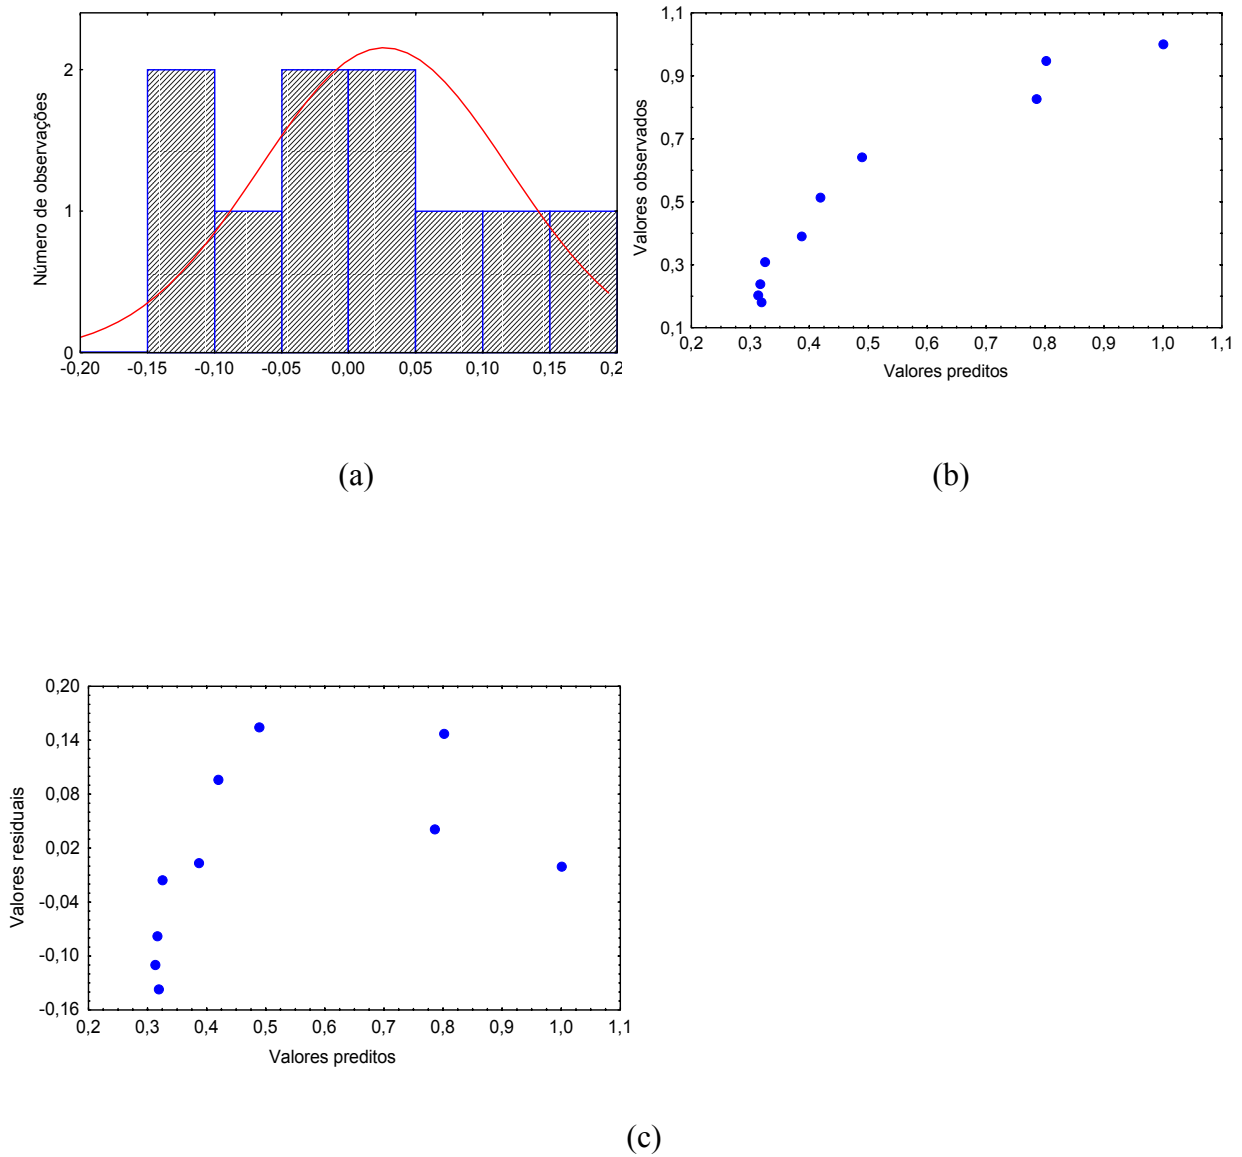 Número de observações
2
1
0
-0,20 -0,15 -0,10 -0,05 0,00 0,05 0,10 0,15 0,2
(a)
Valores observados
1,1
0,9
0,7
0,5
0,3
0,1
0,2 0,3 0,4 0,5 0,6 0,7 0,8 0,9 1,0 1,1
Valores preditos
(b)
Valores residuais
0,20
0,14
0,08
0,02
-0,04
-0,10
-0,16
0,2 0,3 0,4 0,5 0,6 0,7 0,8 0,9 1,0 1,1
Valores preditos
(c)